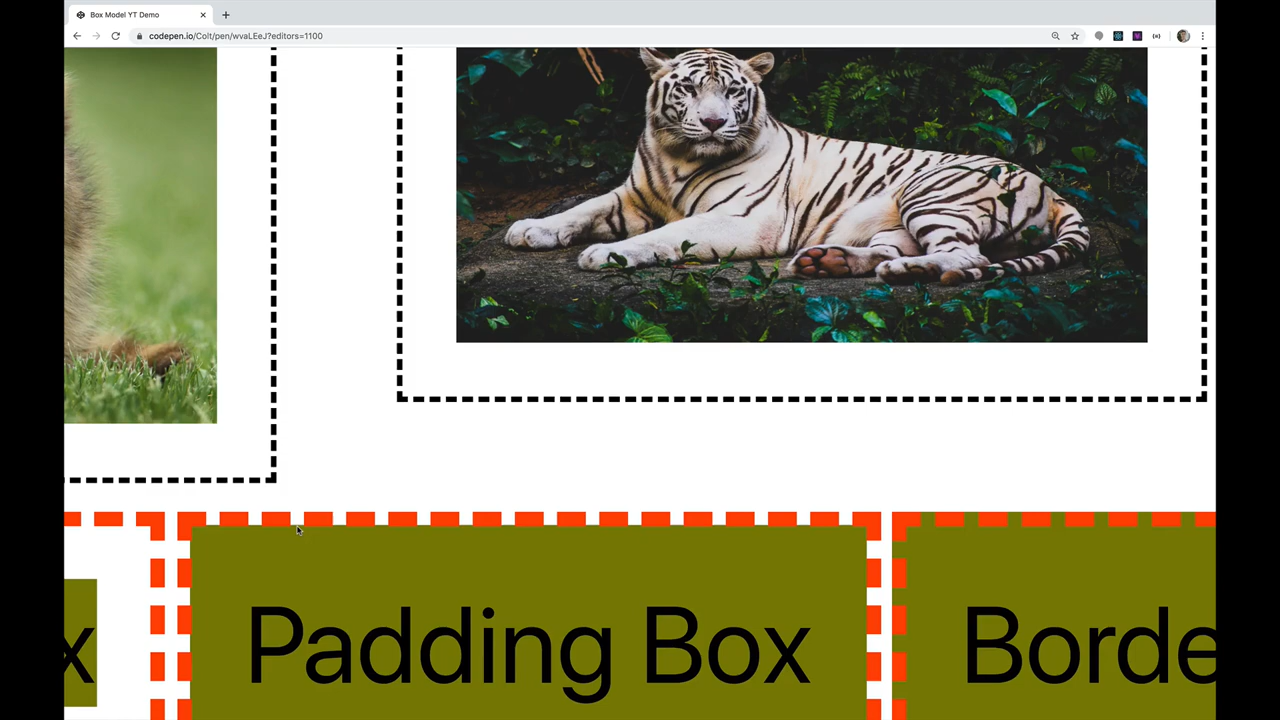 Box Model YT Demo
codepen.io/Colt/pen/wvaLEeJ?editors=1100
x
Padding Box
Borde